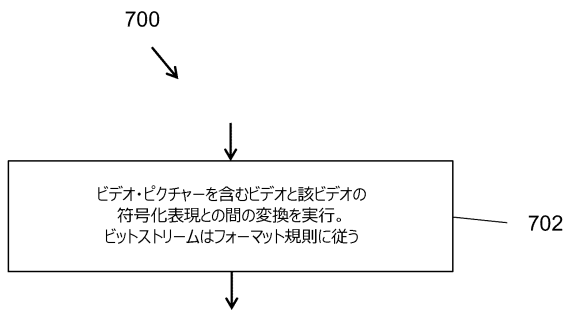 700
ビデオ・ピクチャーを含むビデオと該ビデオの
符号化表現との間の変換を実行。
ビットストリームはフォーマット規則に従う
702